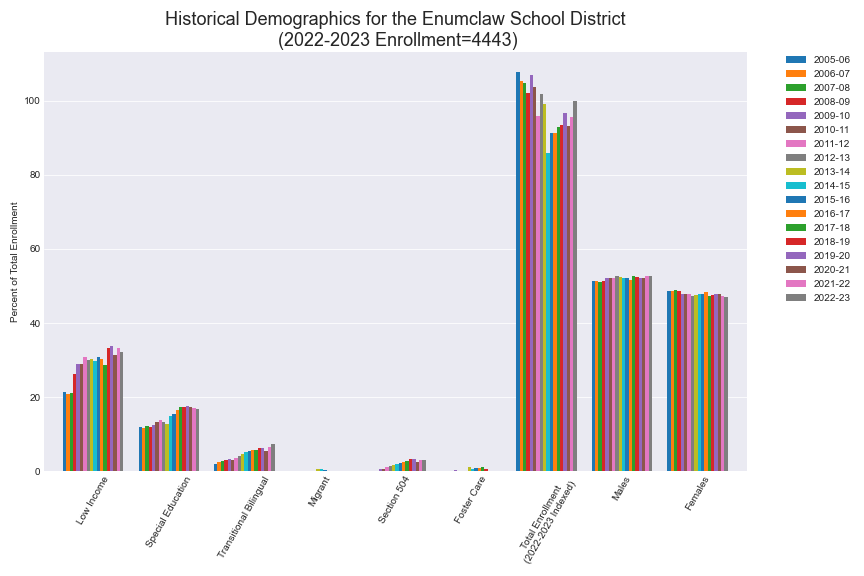 Historical Demographics for the Enumclaw School District
(2022-2023 Enrollment=4443)
Percent of Total Enrollment
100
80
60
40
20
0
Low Income
Special Education
Transitional Bilingual
Migrant
Section 504
Foster Care
Total Enrollment
(2022-2023 Indexed)
Males
Females
2005-06
2006-07
2007-08
2008-09
2009-10
2010-11
2011-12
2012-13
2013-14
2014-15
2015-16
2016-17
2017-18
2018-19
2019-20
2020-21
2021-22
2022-23